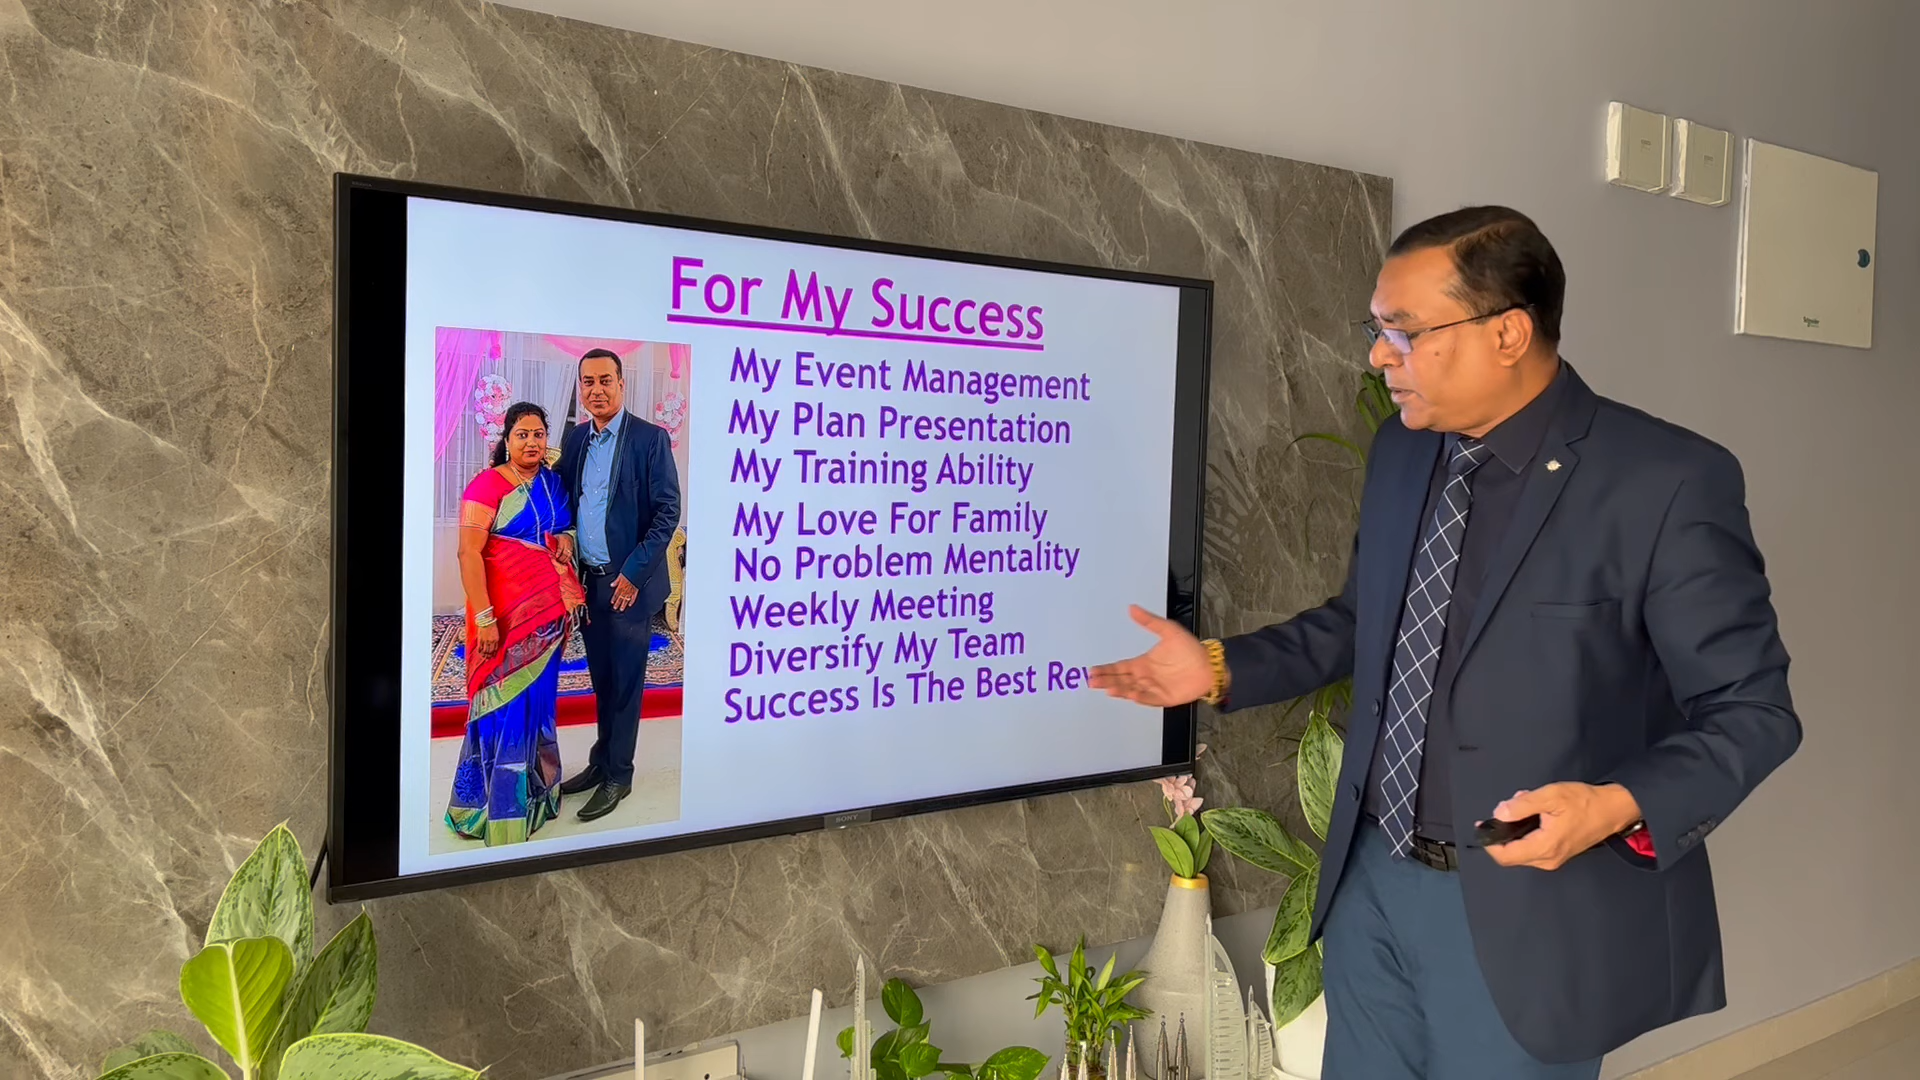 For My Success
My Event Management
My Plan Presentation
My Training Ability
My Love For Family
No Problem Mentality
Weekly Meeting
Diversify My Team
Success Is The Best
SONY